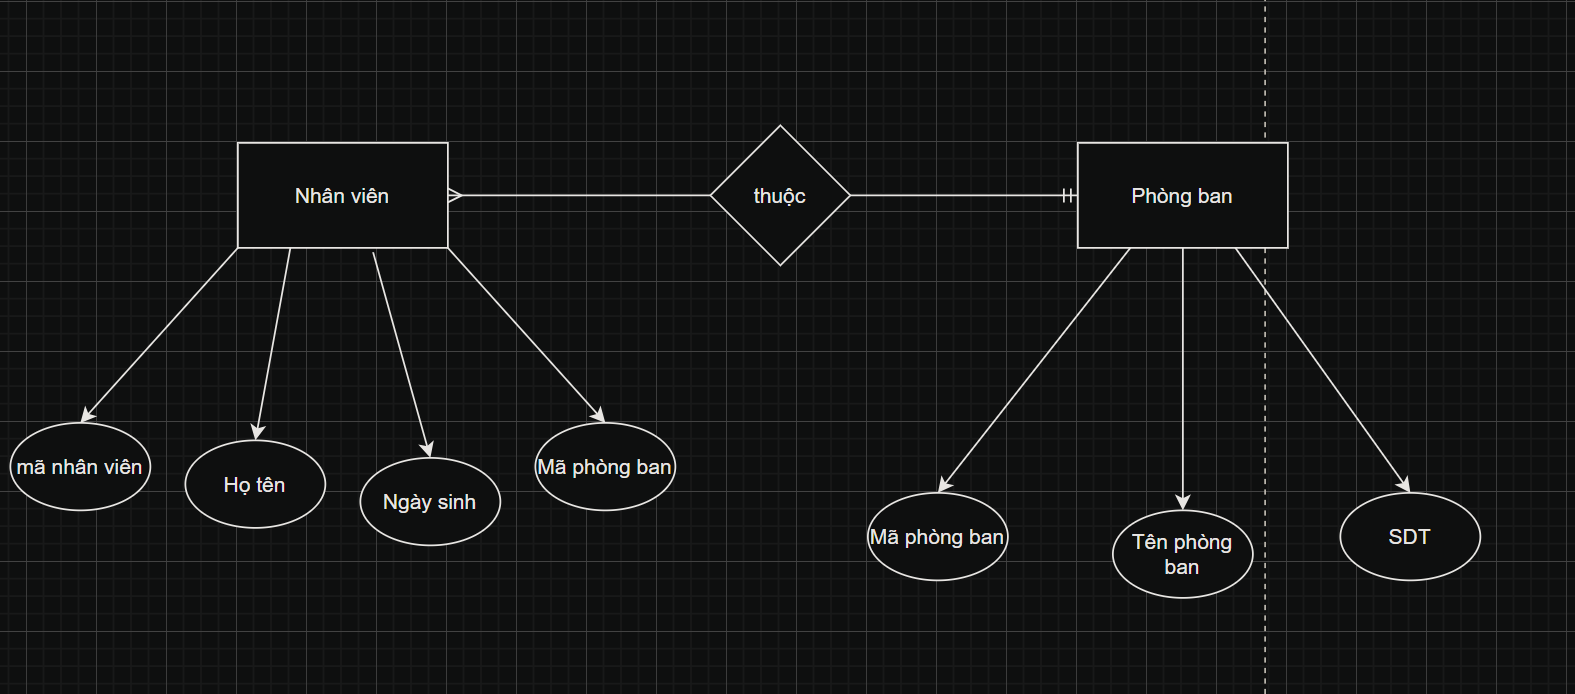 Nhân viên
thuộc
Phòng ban
mã nhân viên
Họ tên
Ngày sinh
Mã phòng ban
Mã phòng ban
Tên phòng
ban
SDT